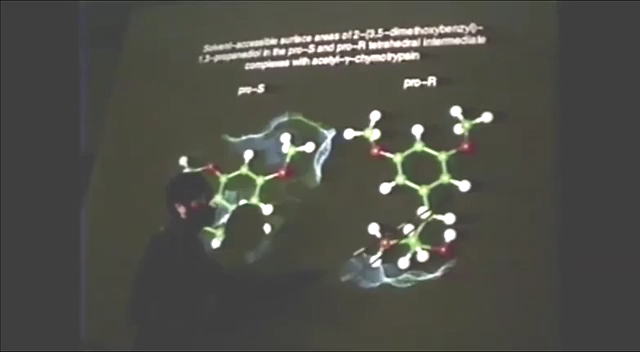 Solvent-accessible surface areas of 2-(3,5-dimethoxybenzyl)-
1,3-propanediol in the pro-S and pro-R tetrahedral intermediate
complexes with acetyl-γ-chymotrypsin
pro-S
pro-R